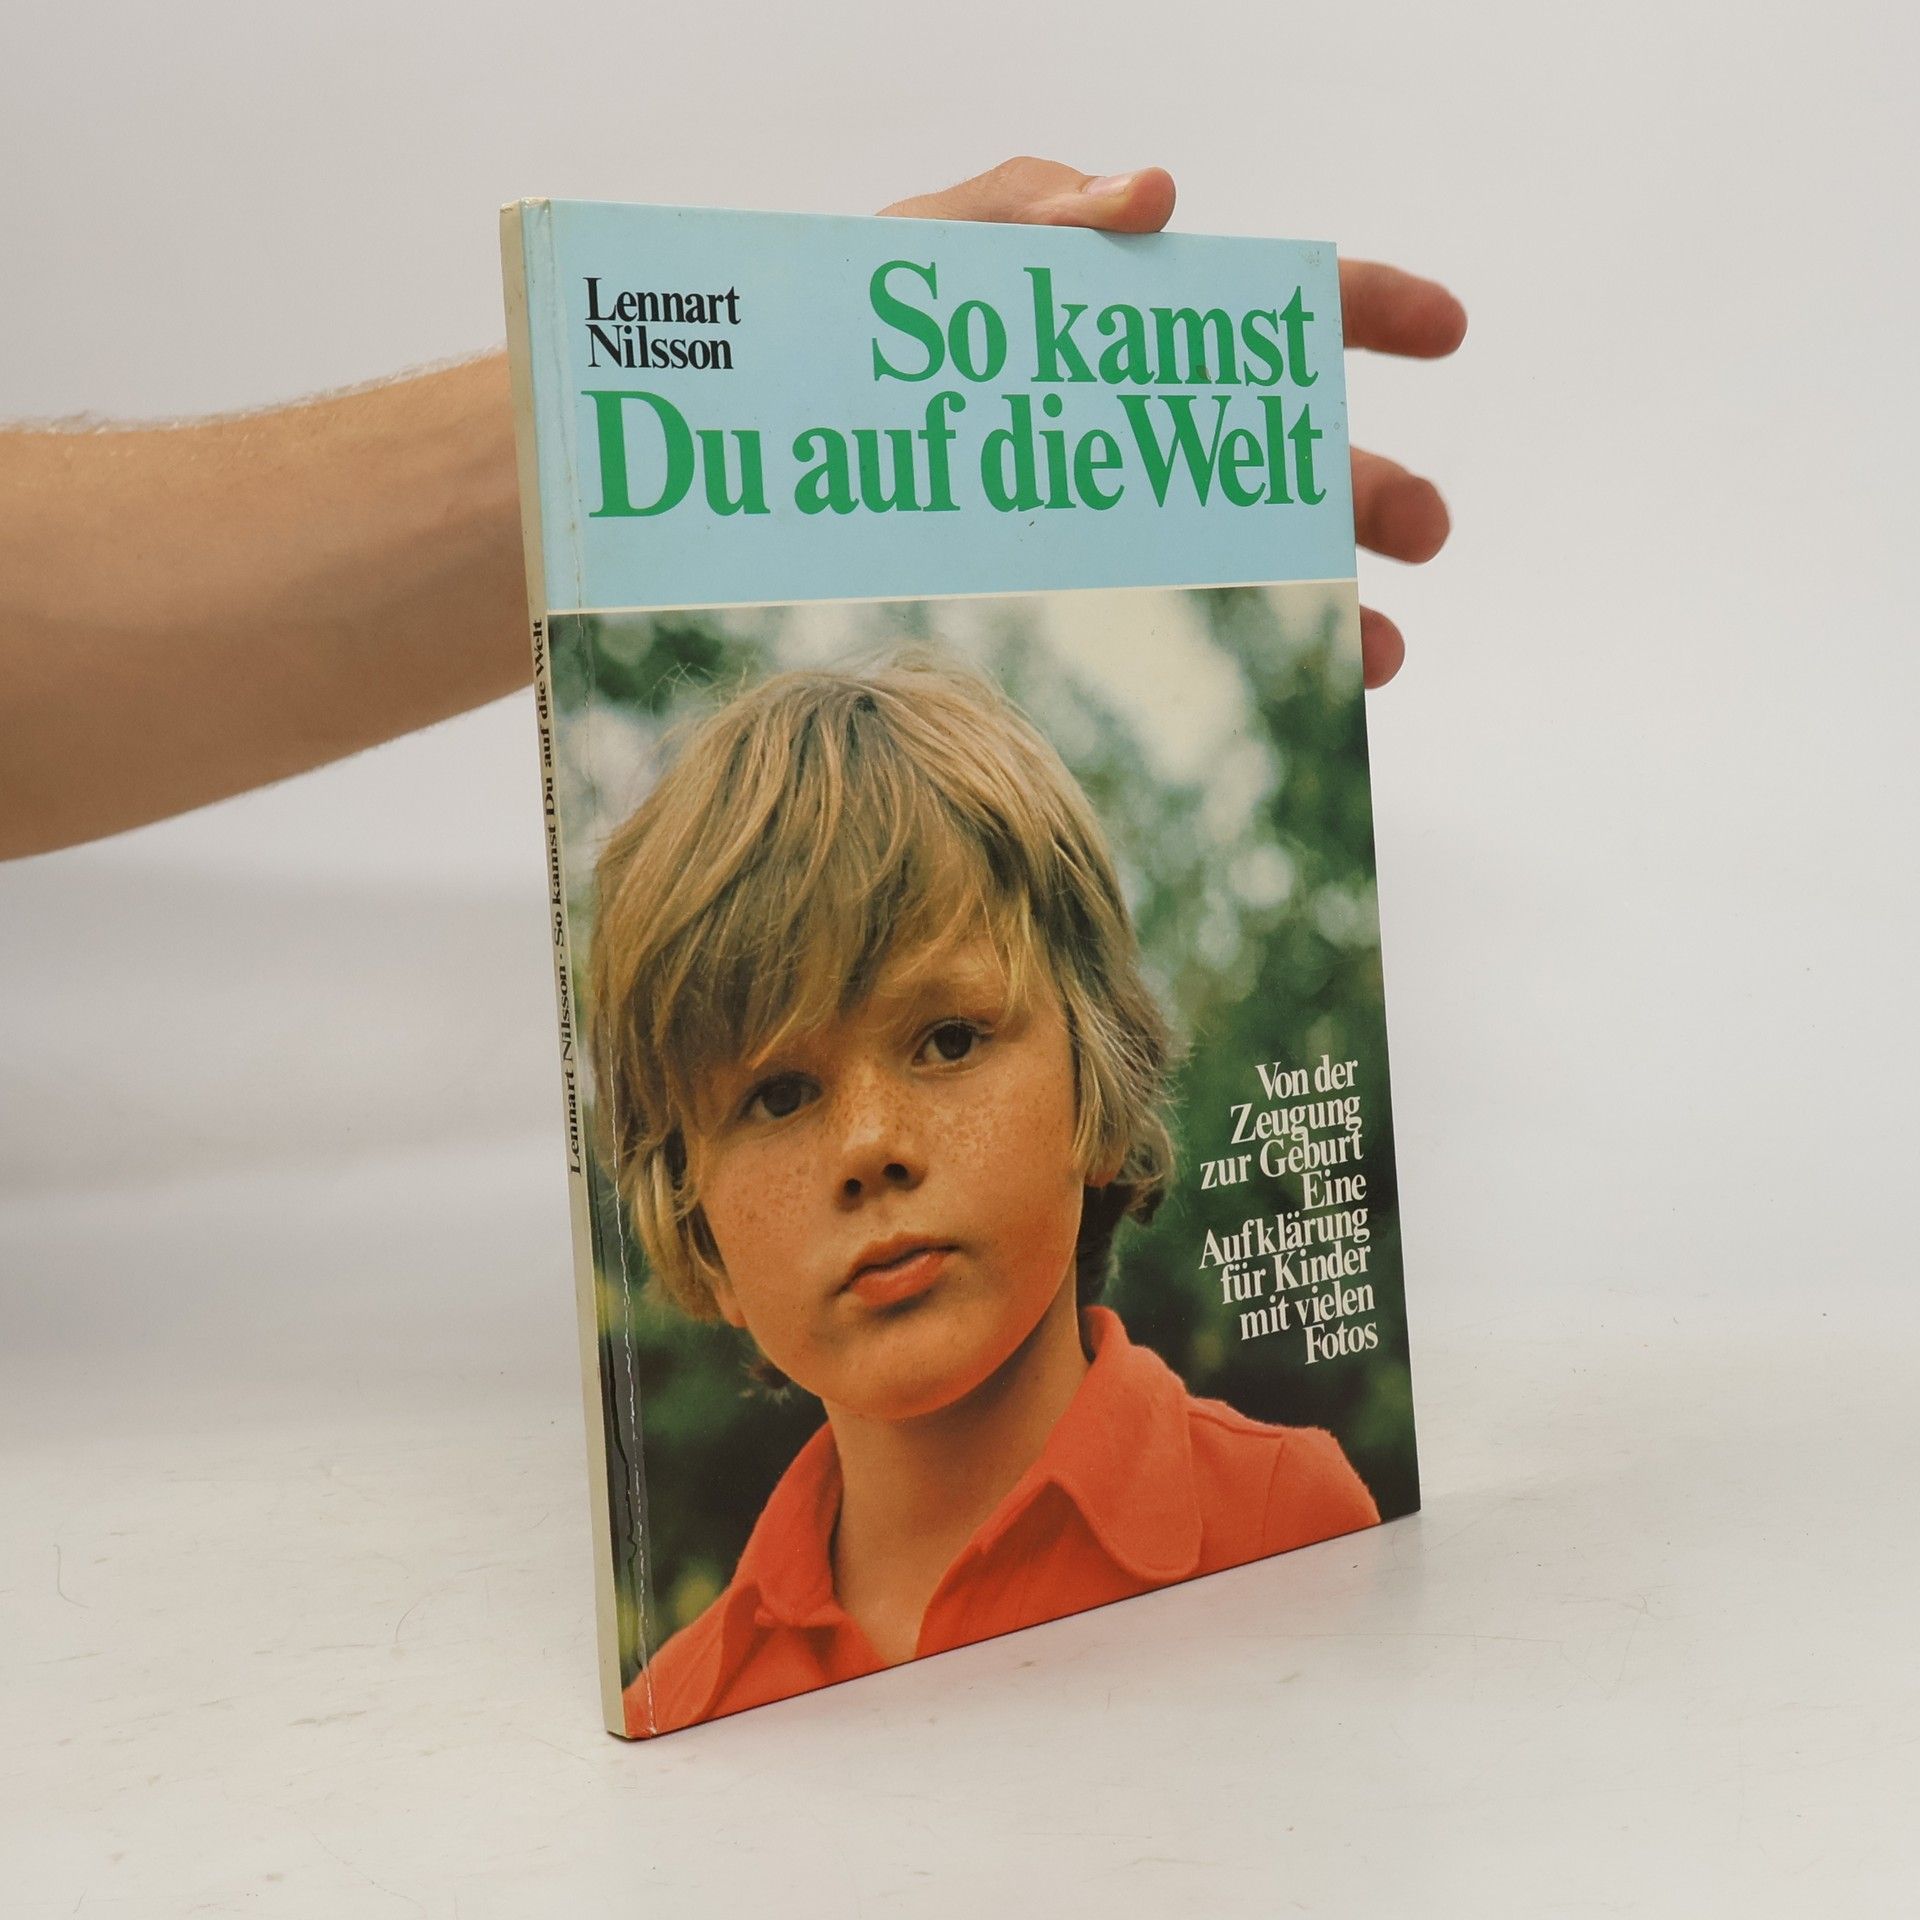 Lennart
Nilsson
So kamst
Du auf die Welt
Von der
Zeugung
zur Geburt
Eine
Aufklärung
für Kinder
mit vielen
Fotos
Lennart Nilsson · So kamst Du auf die Welt